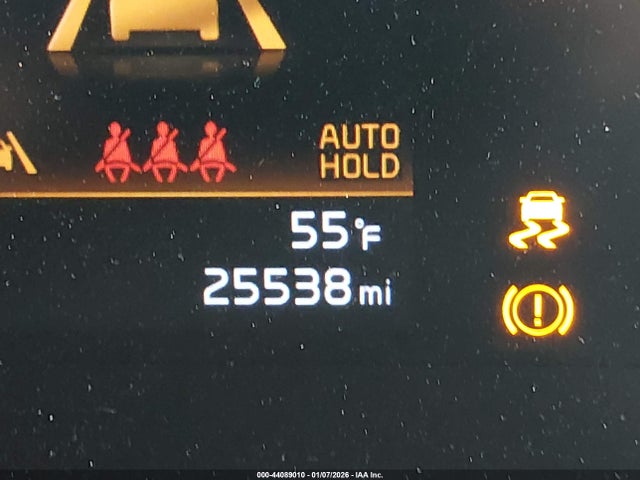 AUTO
HOLD
55°F
25538 mi
000-44089010 - 01/07/2026 - IAA Inc.